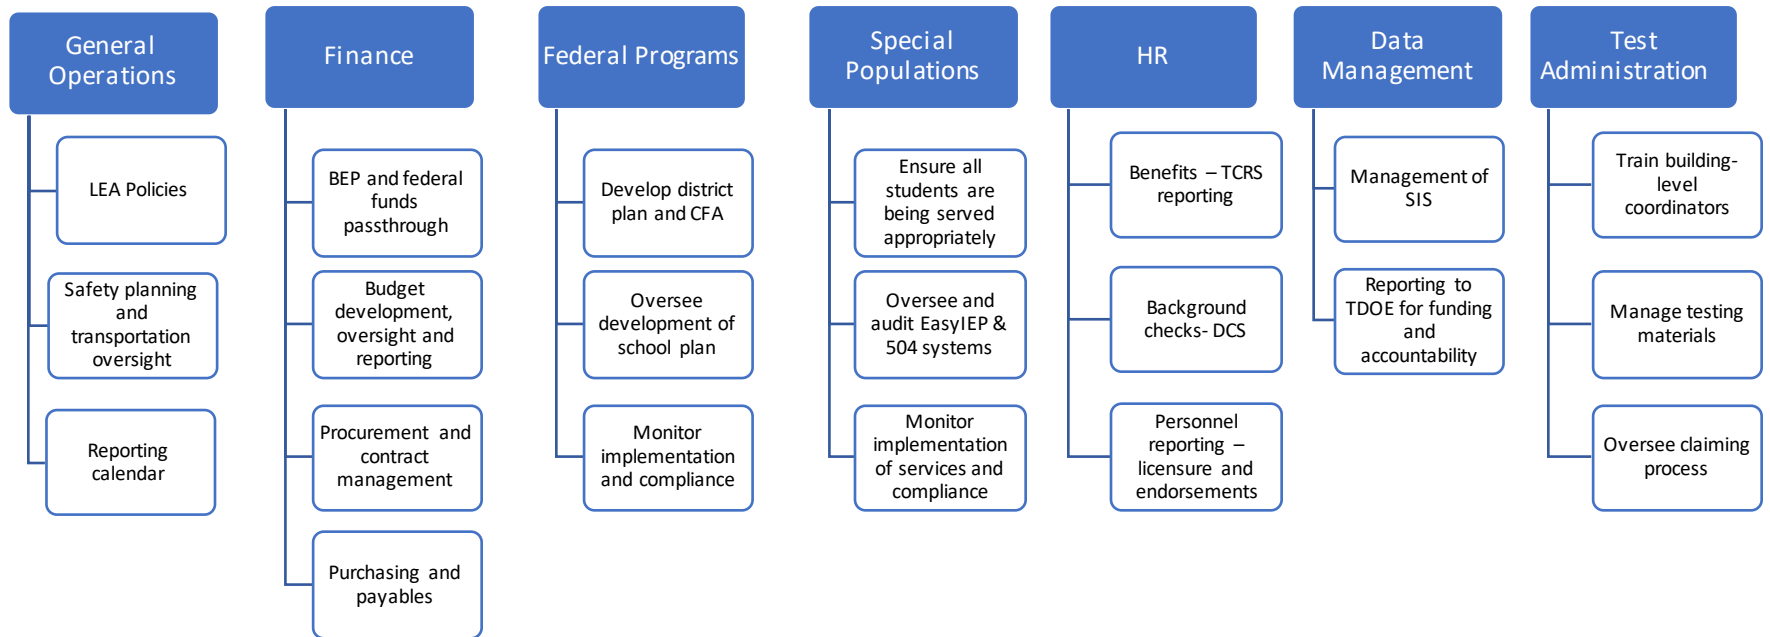 General
Operations
LEA Policies
Safety planning
and
transportation
oversight
Reporting
calendar
Finance
BEP and federal
funds
passthrough
Budget
development,
oversight and
reporting
Procurement and
contract
management
Purchasing and
payables
Federal Programs
Develop district
plan and CFA
Oversee
development of
school plan
Monitor
implementation
and compliance
Special
Populations
Ensure all
students are
being served
appropriately
Oversee and
audit EasyIEP &
504 systems
Monitor
implementation
of services and
compliance
HR
Benefits – TCRS
reporting
Background
checks- DCS
Personnel
reporting –
licensure and
endorsements
Data
Management
Management of
SIS
Reporting to
TDOE for funding
and
accountability
Test
Administration
Train building-
level
coordinators
Manage testing
materials
Oversee claiming
process